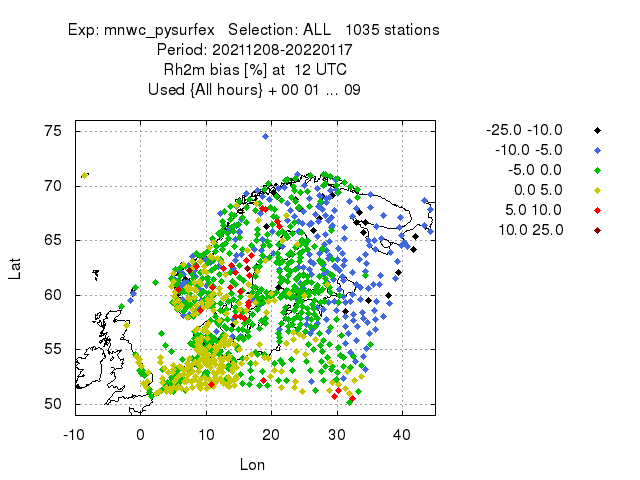 Exp: mnwc_pysurfex Selection: ALL 1035 stations
Period: 20211208-20220117
Rh2m bias [%] at 12 UTC
Used {All hours} + 00 01 ... 09
-25.0 -10.0
-10.0 -5.0
-5.0 0.0
0.0 5.0
5.0 10.0
10.0 25.0
75
70
65
60
55
50
Lat
-10 0 10 20 30 40
Lon